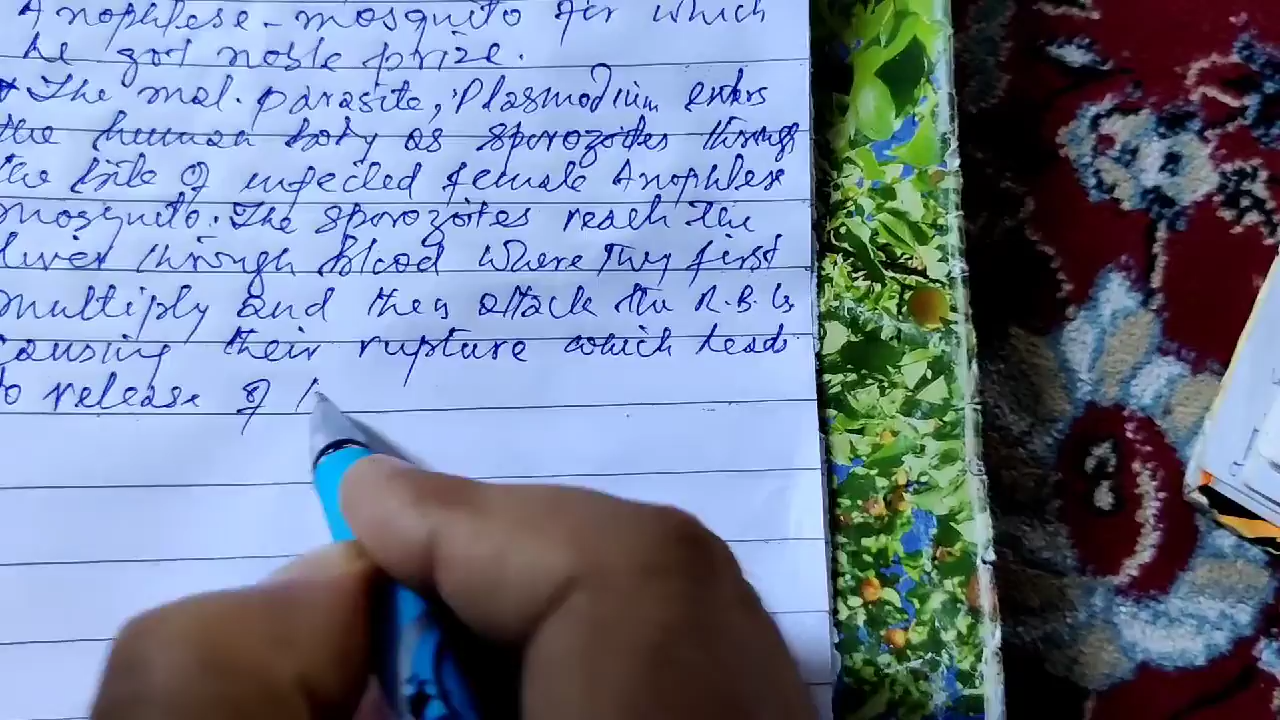 Anophlese - mosquito for which
he got noble prize.
* The mal. parasite, Plasmodium enters
the human body as sporozoites through
the bite of infected female Anophlese
mosquito. The sporozoites reach the
liver through blood where they first
multiply and then attack the R.B.Cs
causing their rupture which leads
to release of